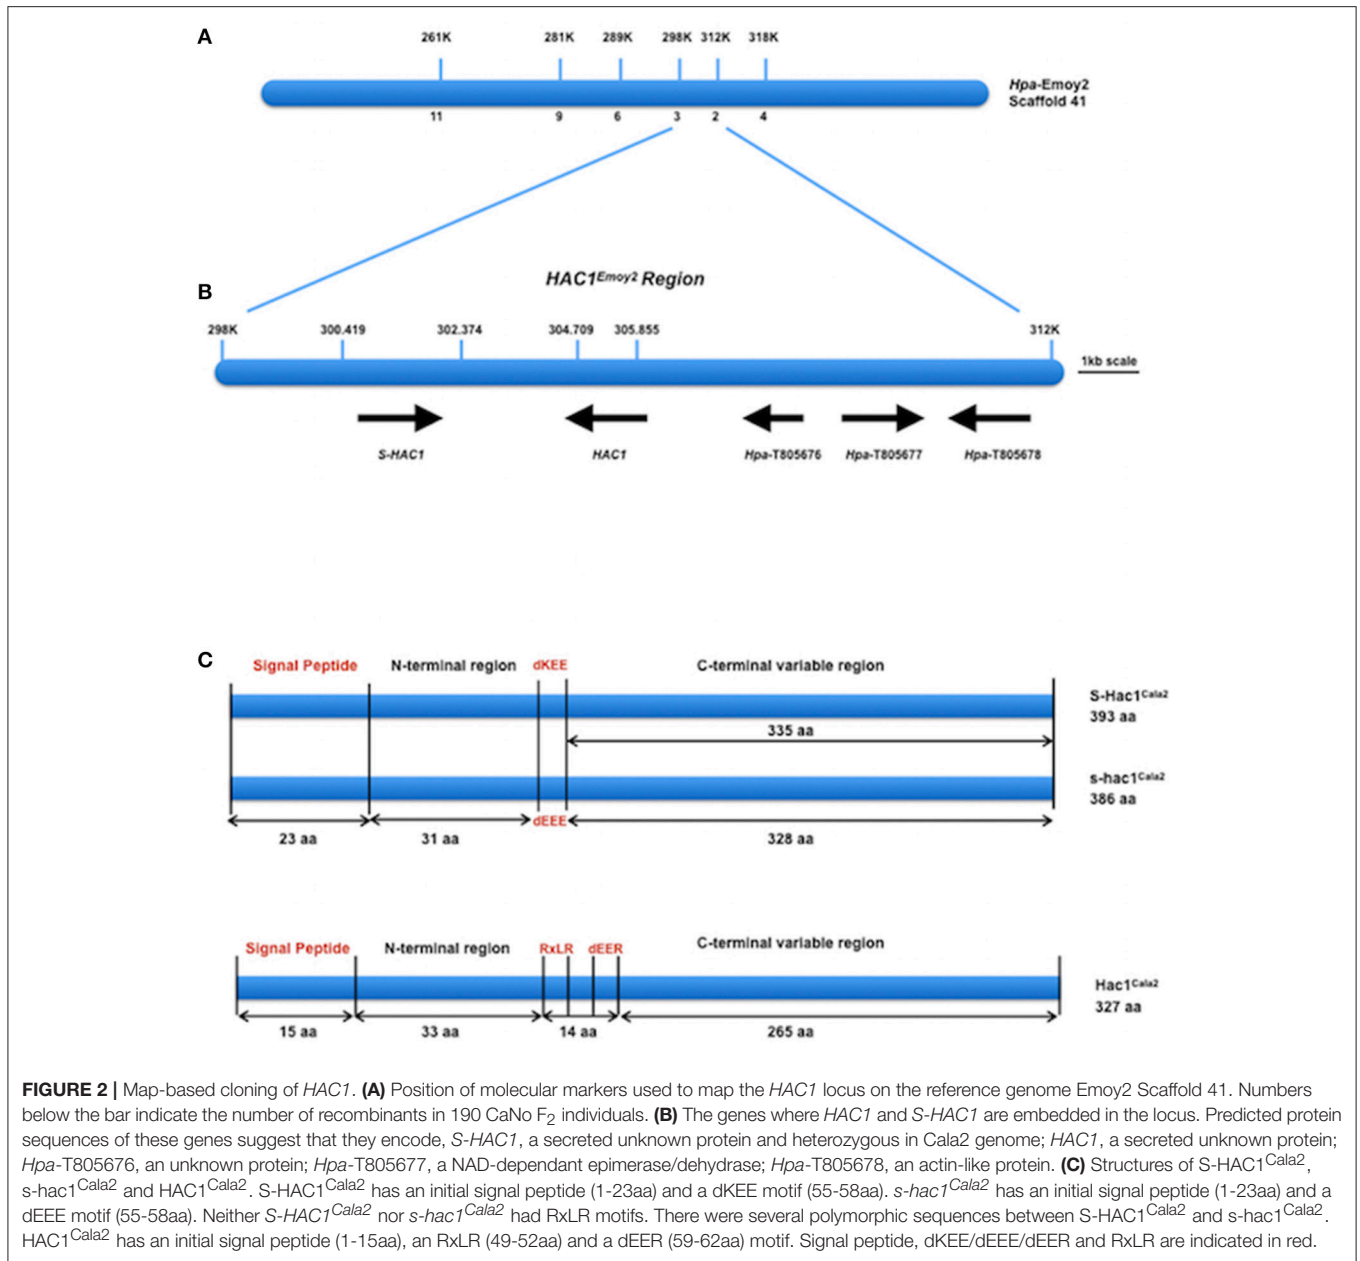 A
261K 281K 289K 298K 312K 318K
Hpa-Emoy2
Scaffold 41
11 9 6 3 2 4
HAC1Emoy2 Region
B
298K 300.419 302.374 304.709 305.855 312K
1kb scale
S-HAC1 HAC1 Hpa-T805676 Hpa-T805677 Hpa-T805678
C
Signal Peptide N-terminal region dKEE C-terminal variable region
S-Hac1Cala2
393 aa
335 aa
s-hac1Cala2
386 aa
dEEE
23 aa 31 aa 328 aa
Signal Peptide N-terminal region RxLR dEER C-terminal variable region
Hac1Cala2
327 aa
15 aa 33 aa 14 aa 265 aa
FIGURE 2 | Map-based cloning of HAC1. (A) Position of molecular markers used to map the HAC1 locus on the reference genome Emoy2 Scaffold 41. Numbers
below the bar indicate the number of recombinants in 190 CaNo F2 individuals. (B) The genes where HAC1 and S-HAC1 are embedded in the locus. Predicted protein
sequences of these genes suggest that they encode, S-HAC1, a secreted unknown protein and heterozygous in Cala2 genome; HAC1, a secreted unknown protein;
Hpa-T805676, an unknown protein; Hpa-T805677, a NAD-dependant epimerase/dehydrase; Hpa-T805678, an actin-like protein. (C) Structures of S-HAC1Cala2,
s-hac1Cala2 and HAC1Cala2. S-HAC1Cala2 has an initial signal peptide (1-23aa) and a dKEE motif (55-58aa). s-hac1Cala2 has an initial signal peptide (1-23aa) and a
dEEE motif (55-58aa). Neither S-HAC1Cala2 nor s-hac1Cala2 had RxLR motifs. There were several polymorphic sequences between S-HAC1Cala2 and s-hac1Cala2.
HAC1Cala2 has an initial signal peptide (1-15aa), an RxLR (49-52aa) and a dEER (59-62aa) motif. Signal peptide, dKEE/dEEE/dEER and RxLR are indicated in red.